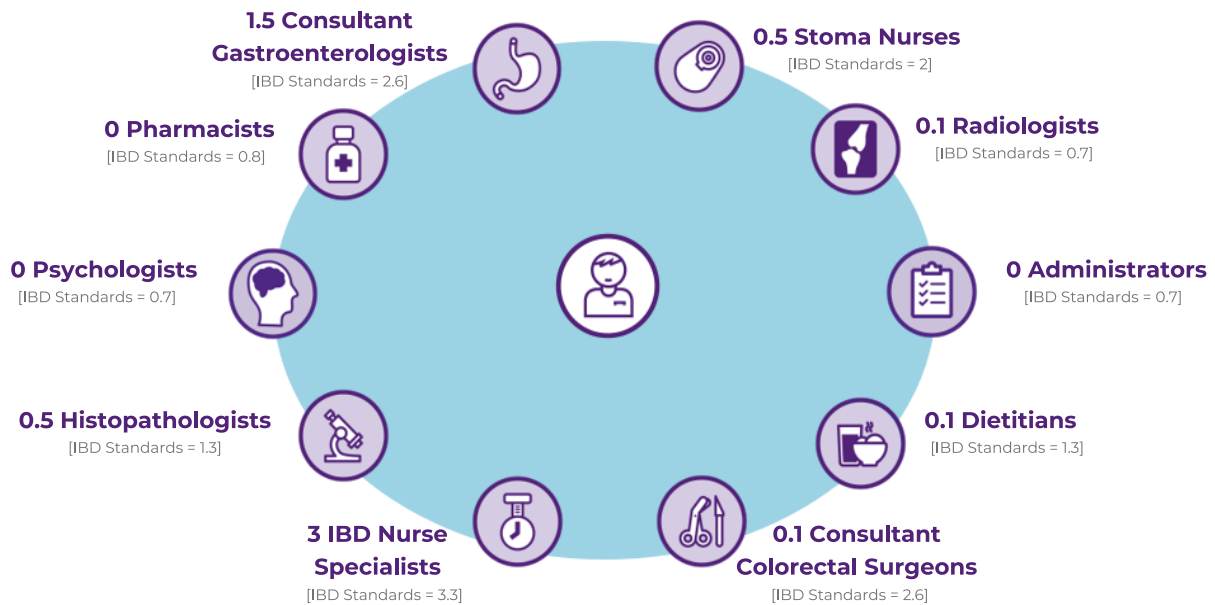 1.5 Consultant
Gastroenterologists
[IBD Standards = 2.6]
0.5 Stoma Nurses
[IBD Standards = 2]
0 Pharmacists
[IBD Standards = 0.8]
0.1 Radiologists
[IBD Standards = 0.7]
0 Psychologists
[IBD Standards = 0.7]
0 Administrators
[IBD Standards = 0.7]
0.5 Histopathologists
[IBD Standards = 1.3]
0.1 Dietitians
[IBD Standards = 1.3]
3 IBD Nurse
Specialists
[IBD Standards = 3.3]
0.1 Consultant
Colorectal Surgeons
[IBD Standards = 2.6]